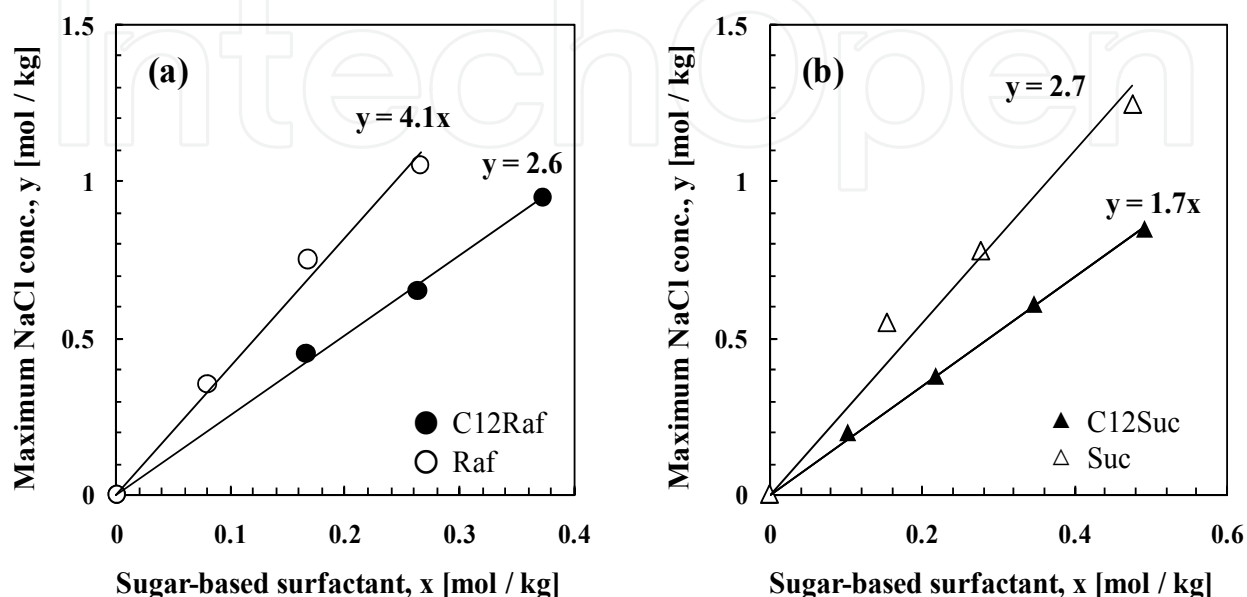 IntechOpen
(a)
y = 4.1x
y = 2.6
C12Raf
Raf
Maximum NaCl conc., y [mol / kg]
1.5
1
0.5
0
0
0.1
0.2
0.3
0.4
Sugar-based surfactant, x [mol / kg]
(b)
y = 2.7
y = 1.7x
C12Suc
Suc
Maximum NaCl conc., y [mol / kg]
1.5
1
0.5
0
0
0.2
0.4
0.6
Sugar-based surfactant, x [mol / kg]